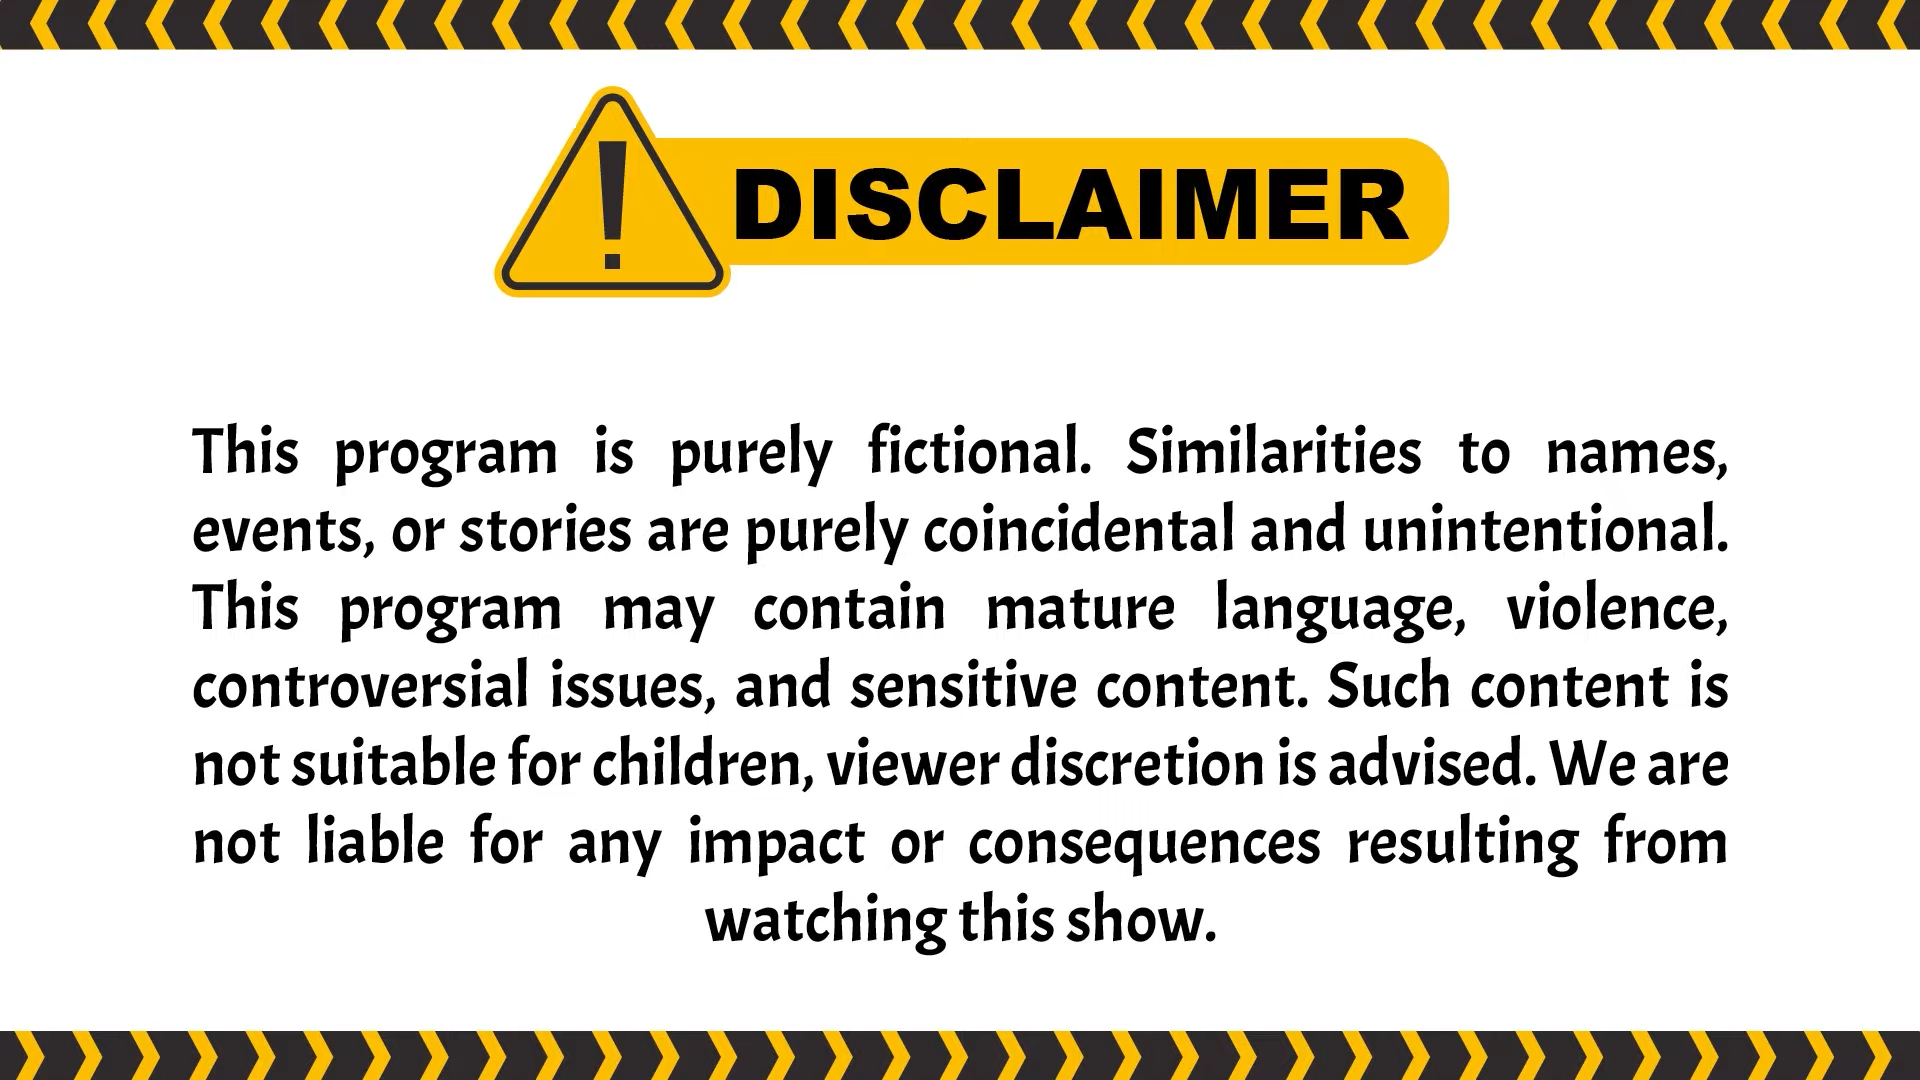 !
DISCLAIMER
This program is purely fictional. Similarities to names,
events, or stories are purely coincidental and unintentional.
This program may contain mature language, violence,
controversial issues, and sensitive content. Such content is
not suitable for children, viewer discretion is advised. We are
not liable for any impact or consequences resulting from
watching this show.